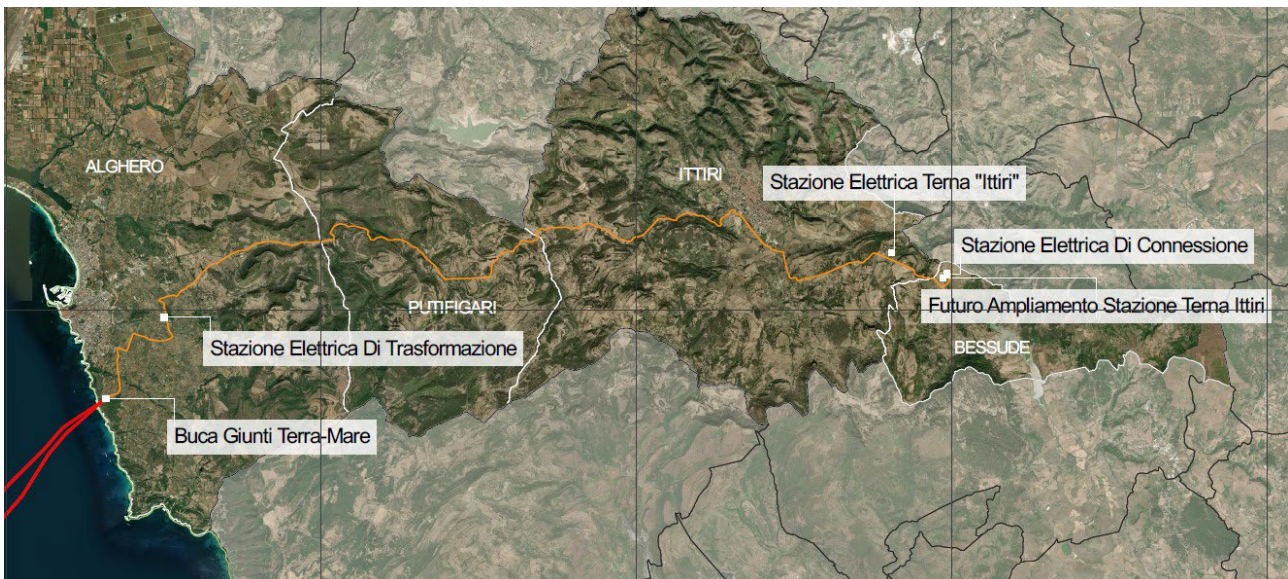 ALGHERO
ITTIRI
Stazione Elettrica Terna "Ittiri"
Stazione Elettrica Di Connessione
Futuro Ampliamento Stazione Terna Ittiri
PUTIFIGARI
Stazione Elettrica Di Trasformazione
BESSUDE
Buca Giunti Terra-Mare